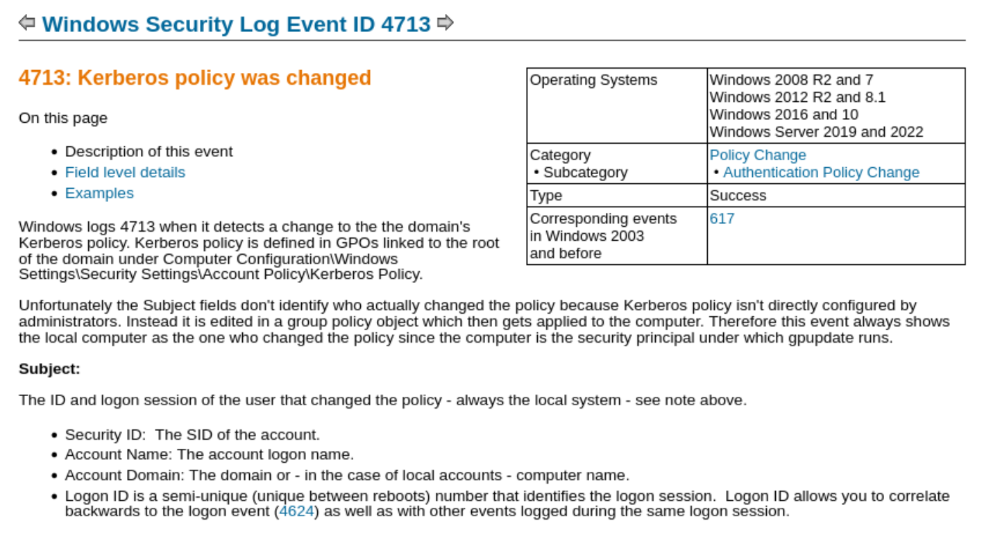 Windows Security Log Event ID 4713
4713: Kerberos policy was changed
On this page
• Description of this event
• Field level details
• Examples
Windows logs 4713 when it detects a change to the the domain's
Kerberos policy. Kerberos policy is defined in GPOs linked to the root
of the domain under Computer Configuration\Windows
Settings\Security Settings\Account Policy\Kerberos Policy.
Operating Systems
Windows 2008 R2 and 7
Windows 2012 R2 and 8.1
Windows 2016 and 10
Windows Server 2019 and 2022
Category
• Subcategory
Policy Change
• Authentication Policy Change
Type
Success
Corresponding events
in Windows 2003
and before
617
Unfortunately the Subject fields don't identify who actually changed the policy because Kerberos policy isn't directly configured by
administrators. Instead it is edited in a group policy object which then gets applied to the computer. Therefore this event always shows
the local computer as the one who changed the policy since the computer is the security principal under which gpupdate runs.
Subject:
The ID and logon session of the user that changed the policy - always the local system - see note above.
• Security ID:  The SID of the account.
• Account Name: The account logon name.
• Account Domain: The domain or - in the case of local accounts - computer name.
• Logon ID is a semi-unique (unique between reboots) number that identifies the logon session.  Logon ID allows you to correlate
backwards to the logon event (4624) as well as with other events logged during the same logon session.